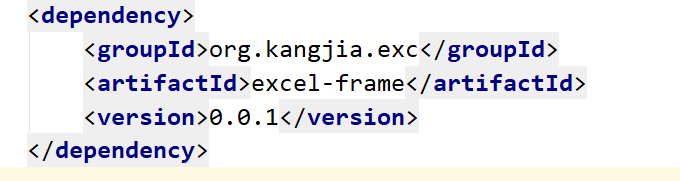 <dependency>
    <groupId>org.kangjia.exc</groupId>
    <artifactId>excel-frame</artifactId>
    <version>0.0.1</version>
</dependency>